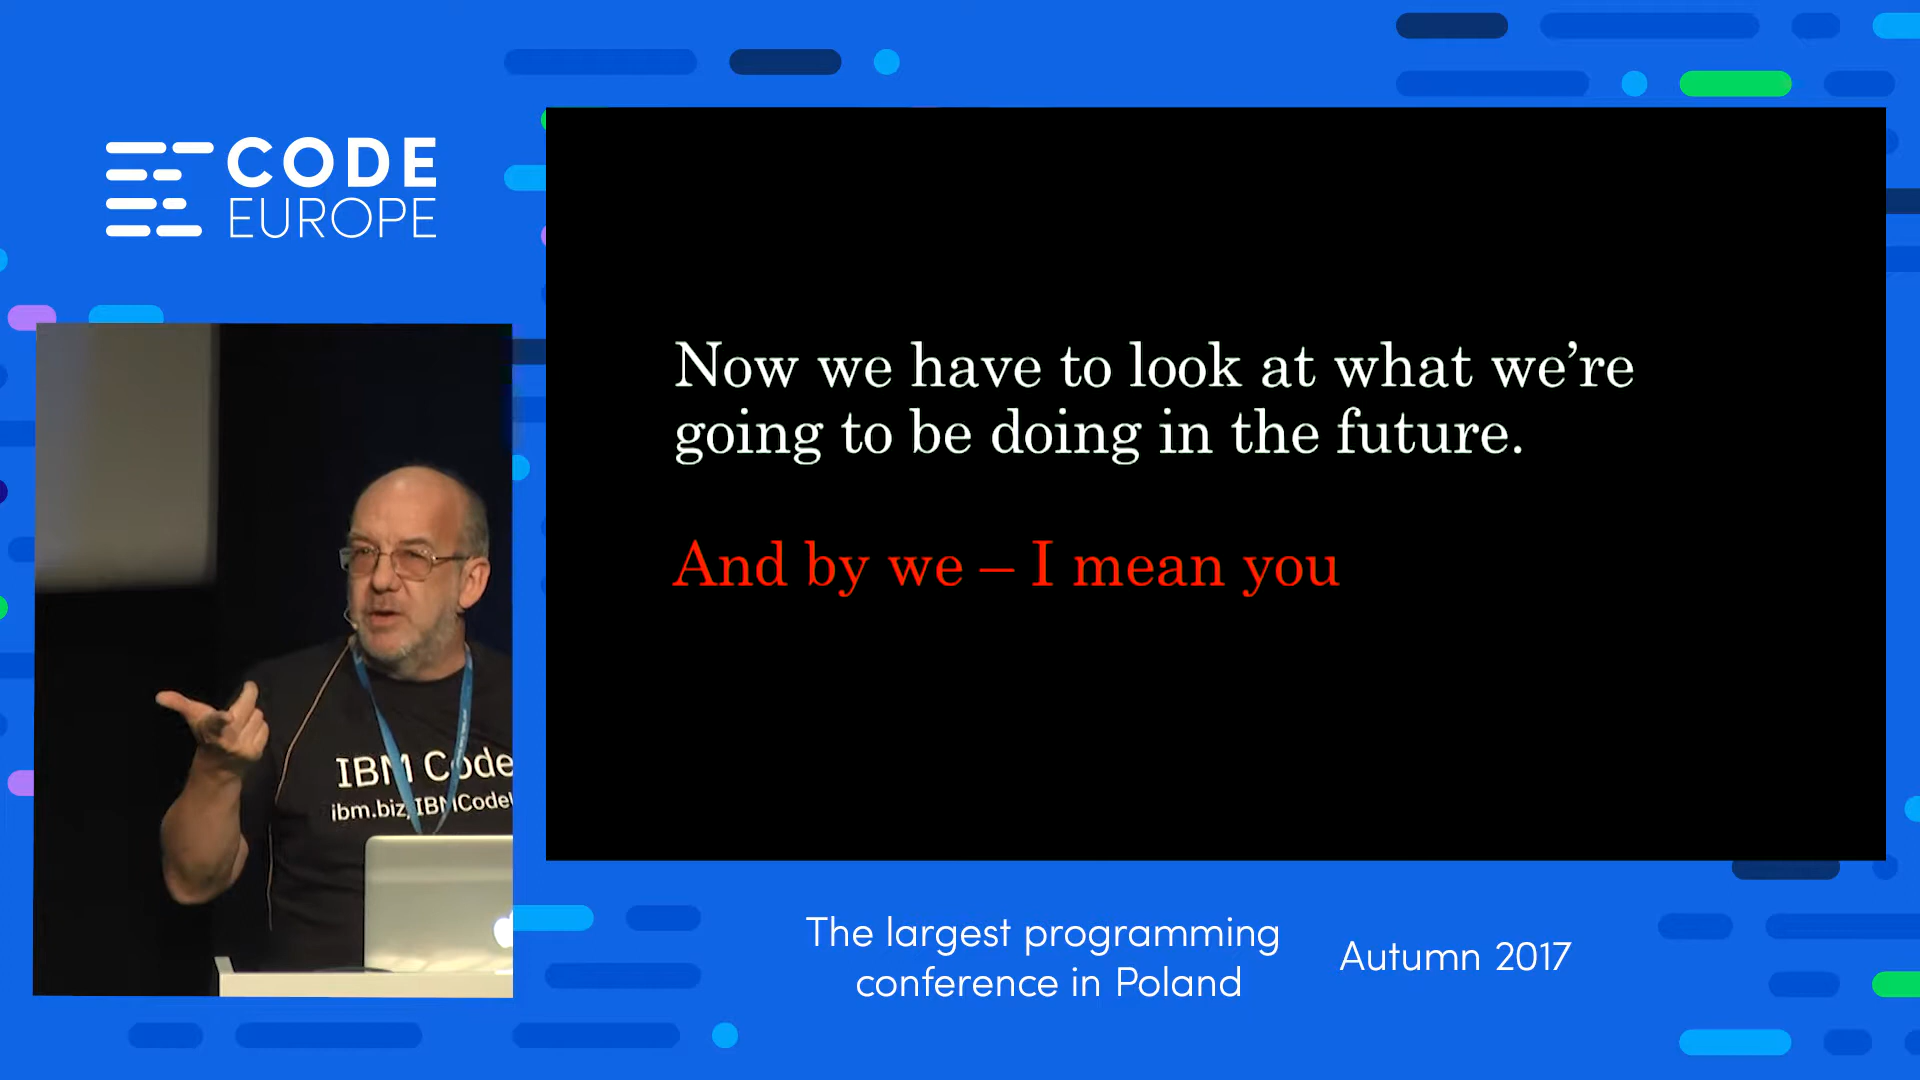 CODE
EUROPE
Now we have to look at what we're
going to be doing in the future.
And by we – I mean you
IBM Code
ibm.biz/IBMCode
The largest programming
conference in Poland
Autumn 2017